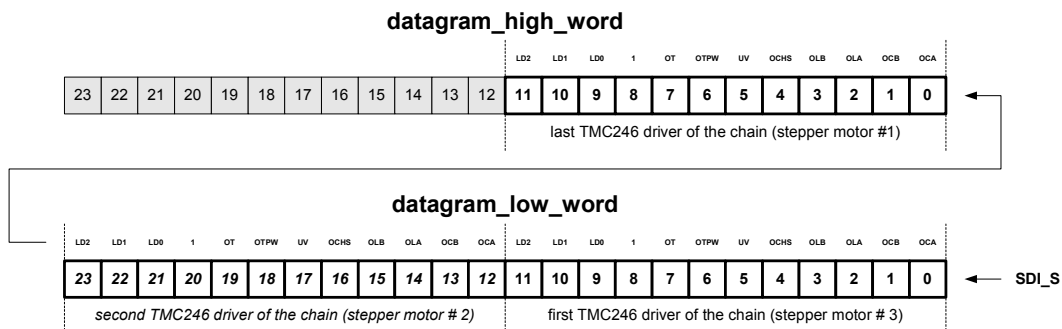 datagram_high_word
LD2 LD1 LD0 1 OT OTPW UV OCHS OLB OLA OCB OCA
23 22 21 20 19 18 17 16 15 14 13 12 11 10 9 8 7 6 5 4 3 2 1 0
last TMC246 driver of the chain (stepper motor #1)
datagram_low_word
LD2 LD1 LD0 1 OT OTPW UV OCHS OLB OLA OCB OCA LD2 LD1 LD0 1 OT OTPW UV OCHS OLB OLA OCB OCA
23 22 21 20 19 18 17 16 15 14 13 12 11 10 9 8 7 6 5 4 3 2 1 0 SDI_S
second TMC246 driver of the chain (stepper motor # 2) first TMC246 driver of the chain (stepper motor # 3)